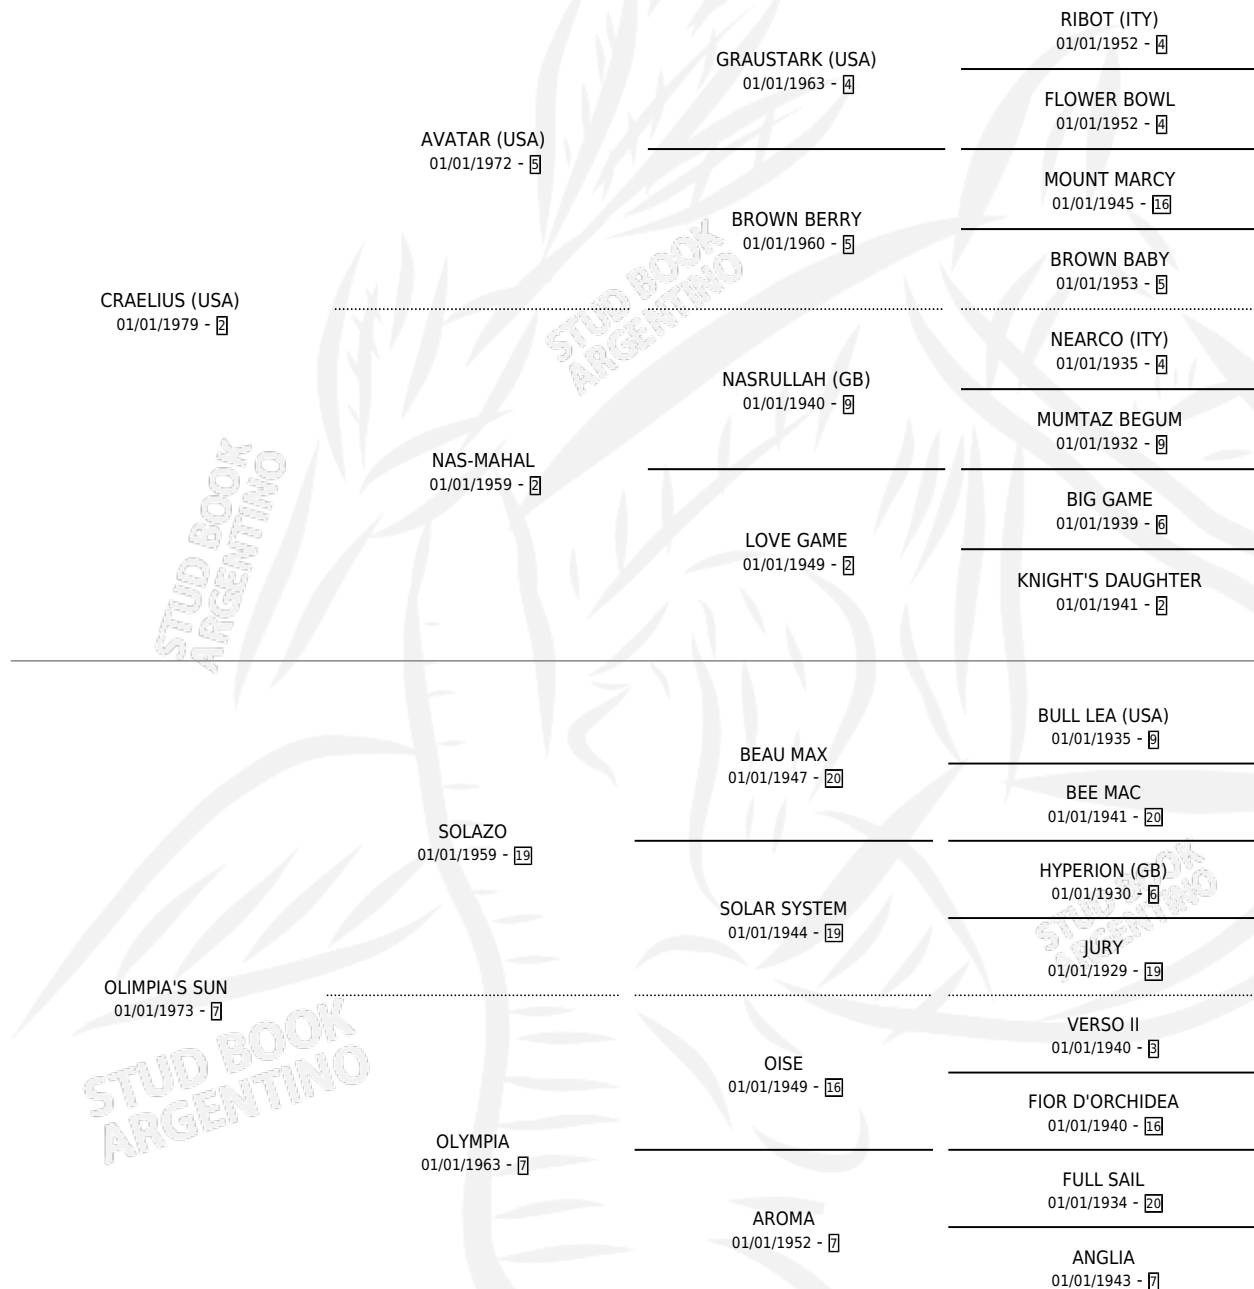 RIBOT (ITY)
01/01/1952 - 4
GRAUSTARK (USA)
01/01/1963 - 4
FLOWER BOWL
01/01/1952 - 4
AVATAR (USA)
01/01/1972 - 5
MOUNT MARCY
01/01/1945 - 16
BROWN BERRY
01/01/1960 - 5
BROWN BABY
01/01/1953 - 5
CRAELIUS (USA)
01/01/1979 - 2
STUD BOOK
ARGENTINO
NEARCO (ITY)
01/01/1935 - 4
NASRULLAH (GB)
01/01/1940 - 9
MUMTAZ BEGUM
01/01/1932 - 9
NAS-MAHAL
01/01/1959 - 2
BIG GAME
01/01/1939 - 6
LOVE GAME
01/01/1949 - 2
KNIGHT'S DAUGHTER
01/01/1941 - 2
STUD BOOK
ARGENTINO
BULL LEA (USA)
01/01/1935 - 9
BEAU MAX
01/01/1947 - 20
BEE MAC
01/01/1941 - 20
SOLAZO
01/01/1959 - 19
HYPERION (GB)
01/01/1930 - 6
SOLAR SYSTEM
01/01/1944 - 19
STUD BOOK
ARGENTINO
JURY
01/01/1929 - 19
OLIMPIA'S SUN
01/01/1973 - 7
STUD BOOK
ARGENTINO
VERSO II
01/01/1940 - 3
OISE
01/01/1949 - 16
FIOR D'ORCHIDEA
01/01/1940 - 16
OLYMPIA
01/01/1963 - 7
FULL SAIL
01/01/1934 - 20
AROMA
01/01/1952 - 7
ANGLIA
01/01/1943 - 7